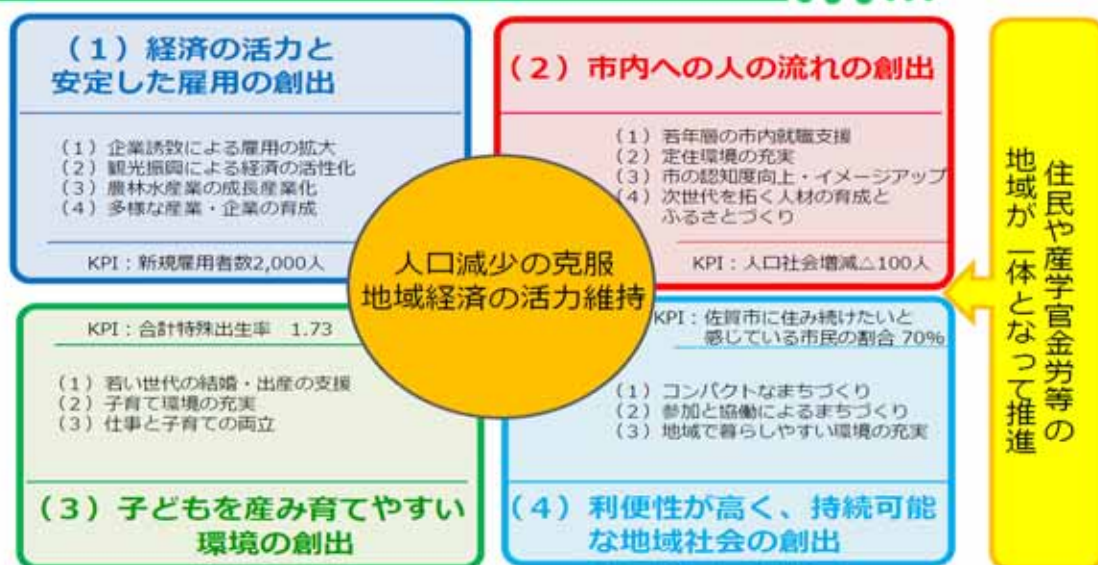 （１）経済の活力と
安定した雇用の創出
（１）企業誘致による雇用の拡大
（２）観光振興による経済の活性化
（３）農林水産業の成長産業化
（４）多様な産業・企業の育成
KPI：新規雇用者数2,000人
（２）市内への人の流れの創出
（１）若年層の市内就職支援
（２）定住環境の充実
（３）市の認知度向上・イメージアップ
（４）次世代を拓く人材の育成と
ふるさとづくり
KPI：人口社会増減△100人
人口減少の克服
地域経済の活力維持
KPI：合計特殊出生率 1.73
（１）若い世代の結婚・出産の支援
（２）子育て環境の充実
（３）仕事と子育ての両立
（３）子どもを産み育てやすい
環境の創出
KPI：佐賀市に住み続けたいと
感じている市民の割合 70%
（１）コンパクトなまちづくり
（２）参加と協働によるまちづくり
（３）地域で暮らしやすい環境の充実
（４）利便性が高く、持続可能
な地域社会の創出
住民や産学官金労等の
地域が一体となって推進